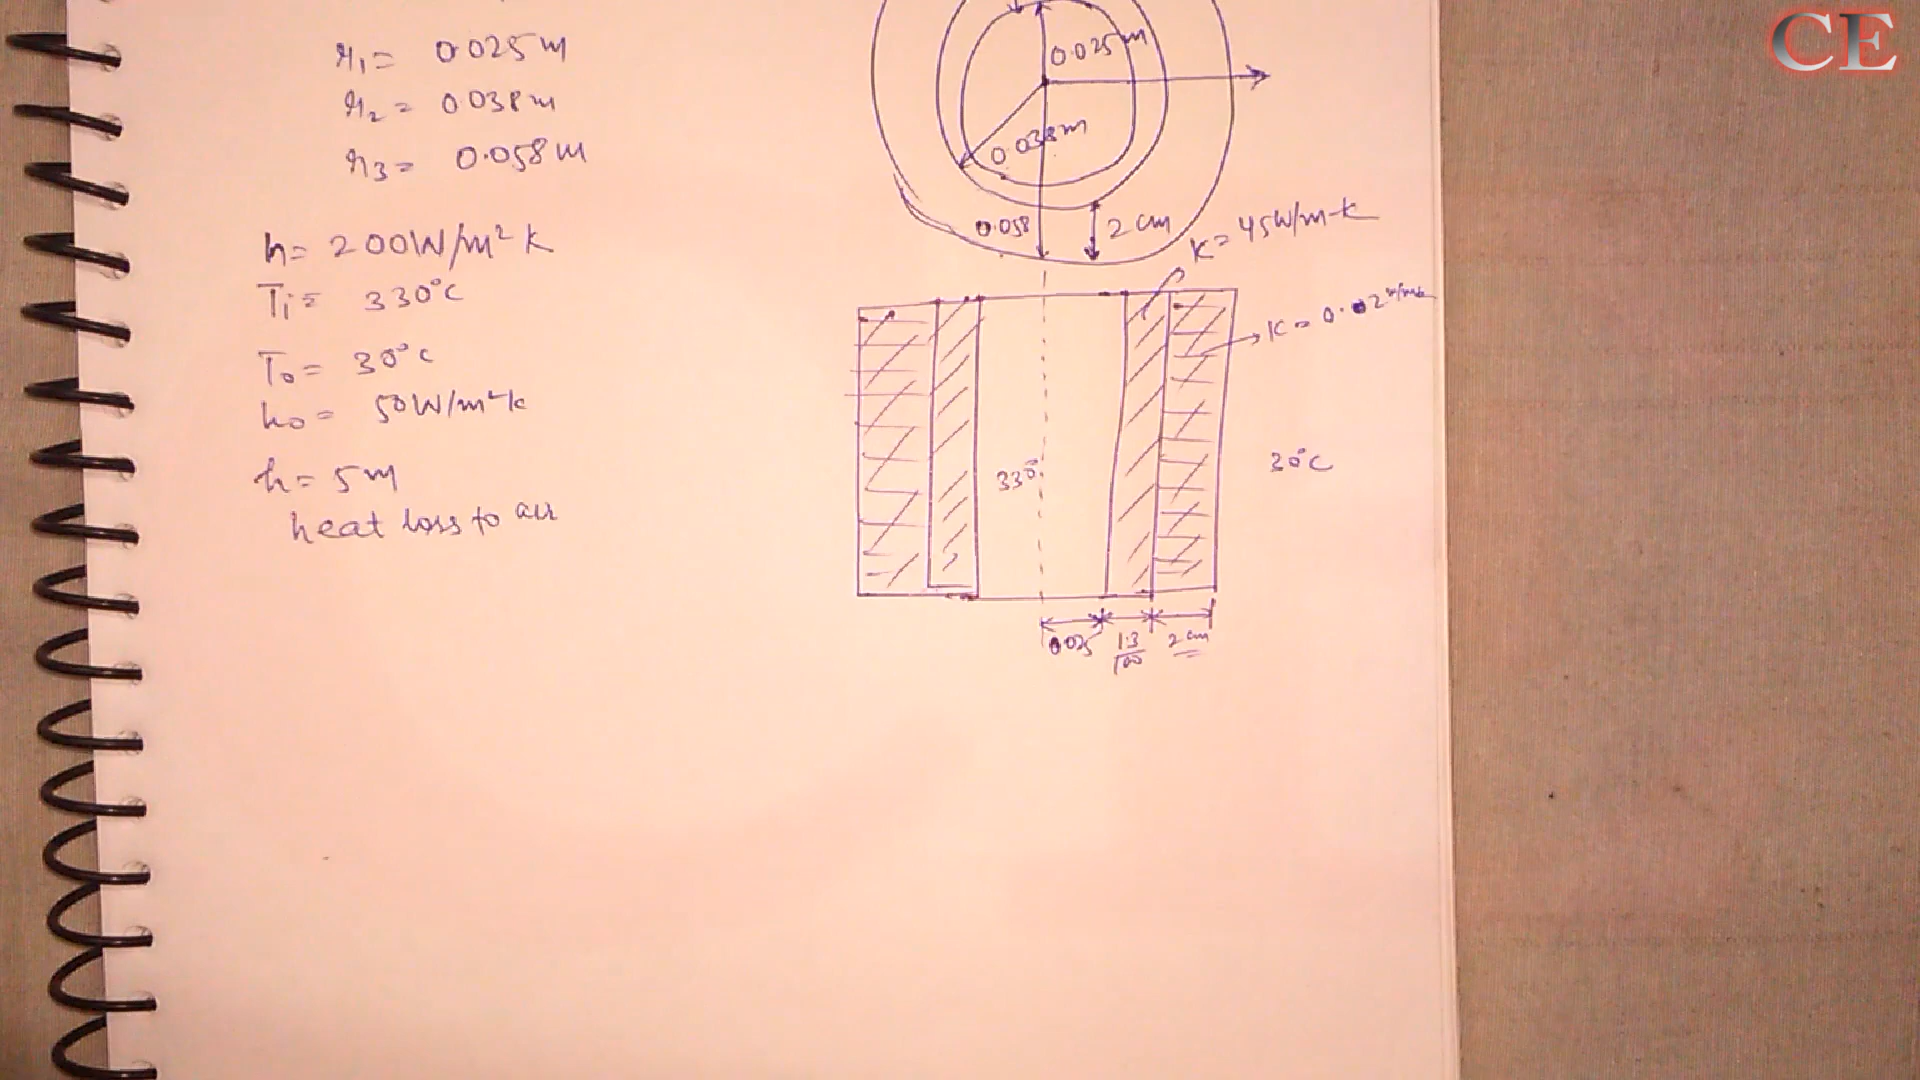 r₁ = 0.025 m
r₂ = 0.038 m
r₃ = 0.058 m
h = 200 W/m² K
Ti = 330°C
To = 30°C
ho = 50 W/m² k
h = 5 m
heat loss to air
0.025 m
0.038 m
0.058
2 cm
K = 45 W/m-k
K = 0.02 W/mk
330°
30°C
0.025
1.3/100
2 cm
CE